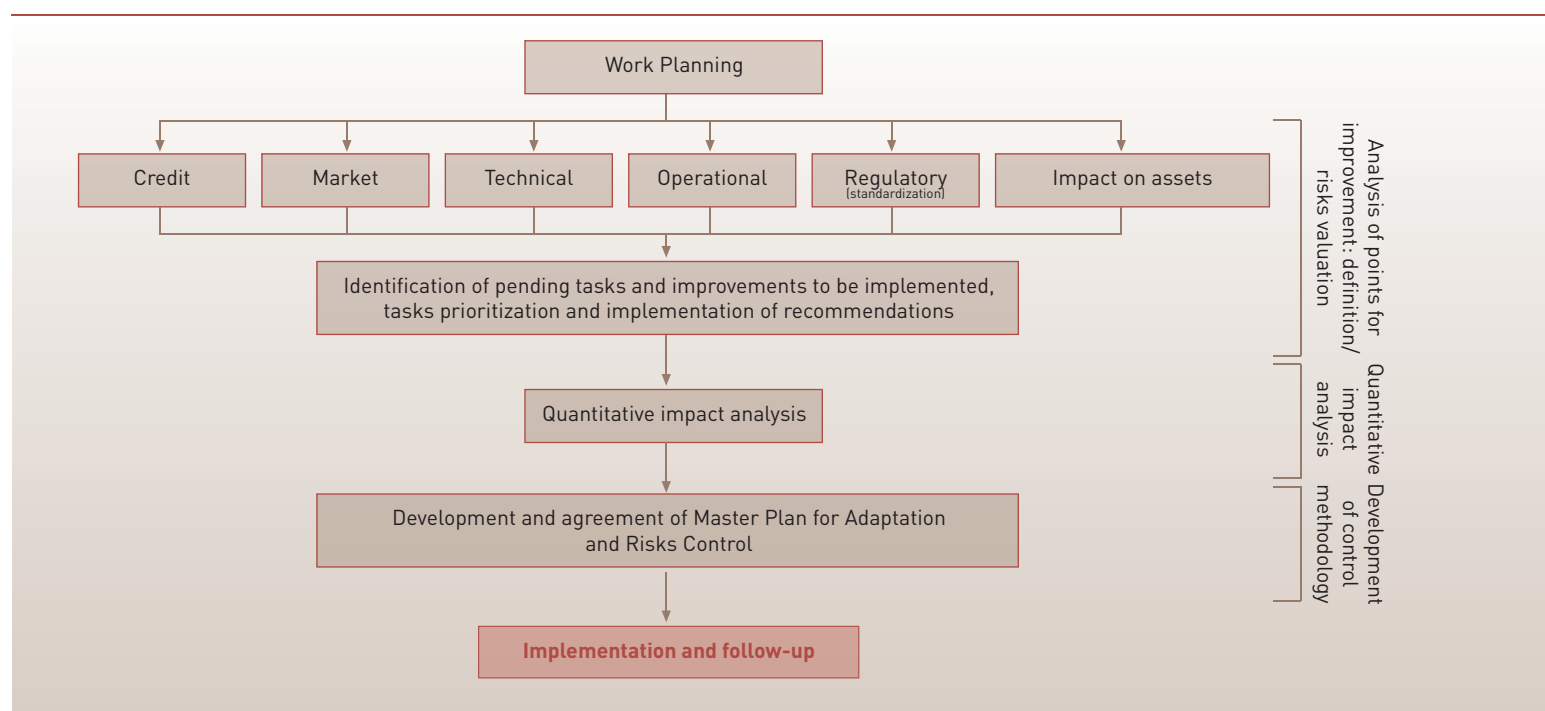 Work Planning
Credit
Market
Technical
Operational
Regulatory
(standardization)
Impact on assets
Identification of pending tasks and improvements to be implemented,
tasks prioritization and implementation of recommendations
Quantitative impact analysis
Development and agreement of Master Plan for Adaptation
and Risks Control
Implementation and follow-up
Analysis of points for
improvement: definition/
risks valuation
Quantitative
impact
analysis
Development
of control
methodology